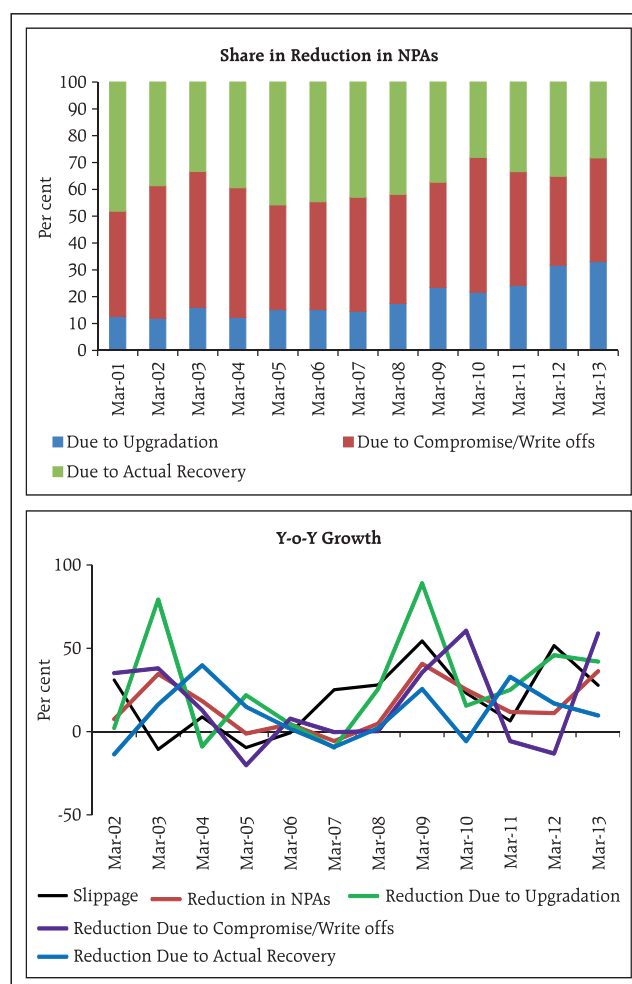 Share in Reduction in NPAs
100
90
80
70
60
50
40
30
20
10
0
Per cent
Mar-01
Mar-02
Mar-03
Mar-04
Mar-05
Mar-06
Mar-07
Mar-08
Mar-09
Mar-10
Mar-11
Mar-12
Mar-13
Due to Upgradation
Due to Compromise/Write offs
Due to Actual Recovery
Y-o-Y Growth
100
50
0
-50
Per cent
Mar-02
Mar-03
Mar-04
Mar-05
Mar-06
Mar-07
Mar-08
Mar-09
Mar-10
Mar-11
Mar-12
Mar-13
Slippage
Reduction in NPAs
Reduction Due to Upgradation
Reduction Due to Compromise/Write offs
Reduction Due to Actual Recovery